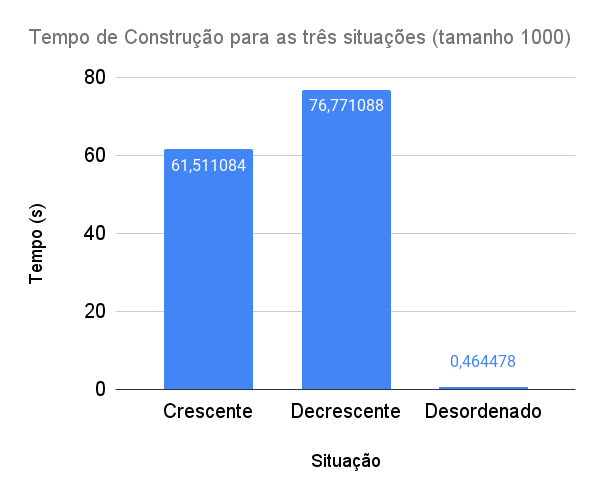 Tempo de Construção para as três situações (tamanho 1000)
80
60
40
20
0
Tempo (s)
61,511084
76,771088
0,464478
Crescente
Decrescente
Desordenado
Situação